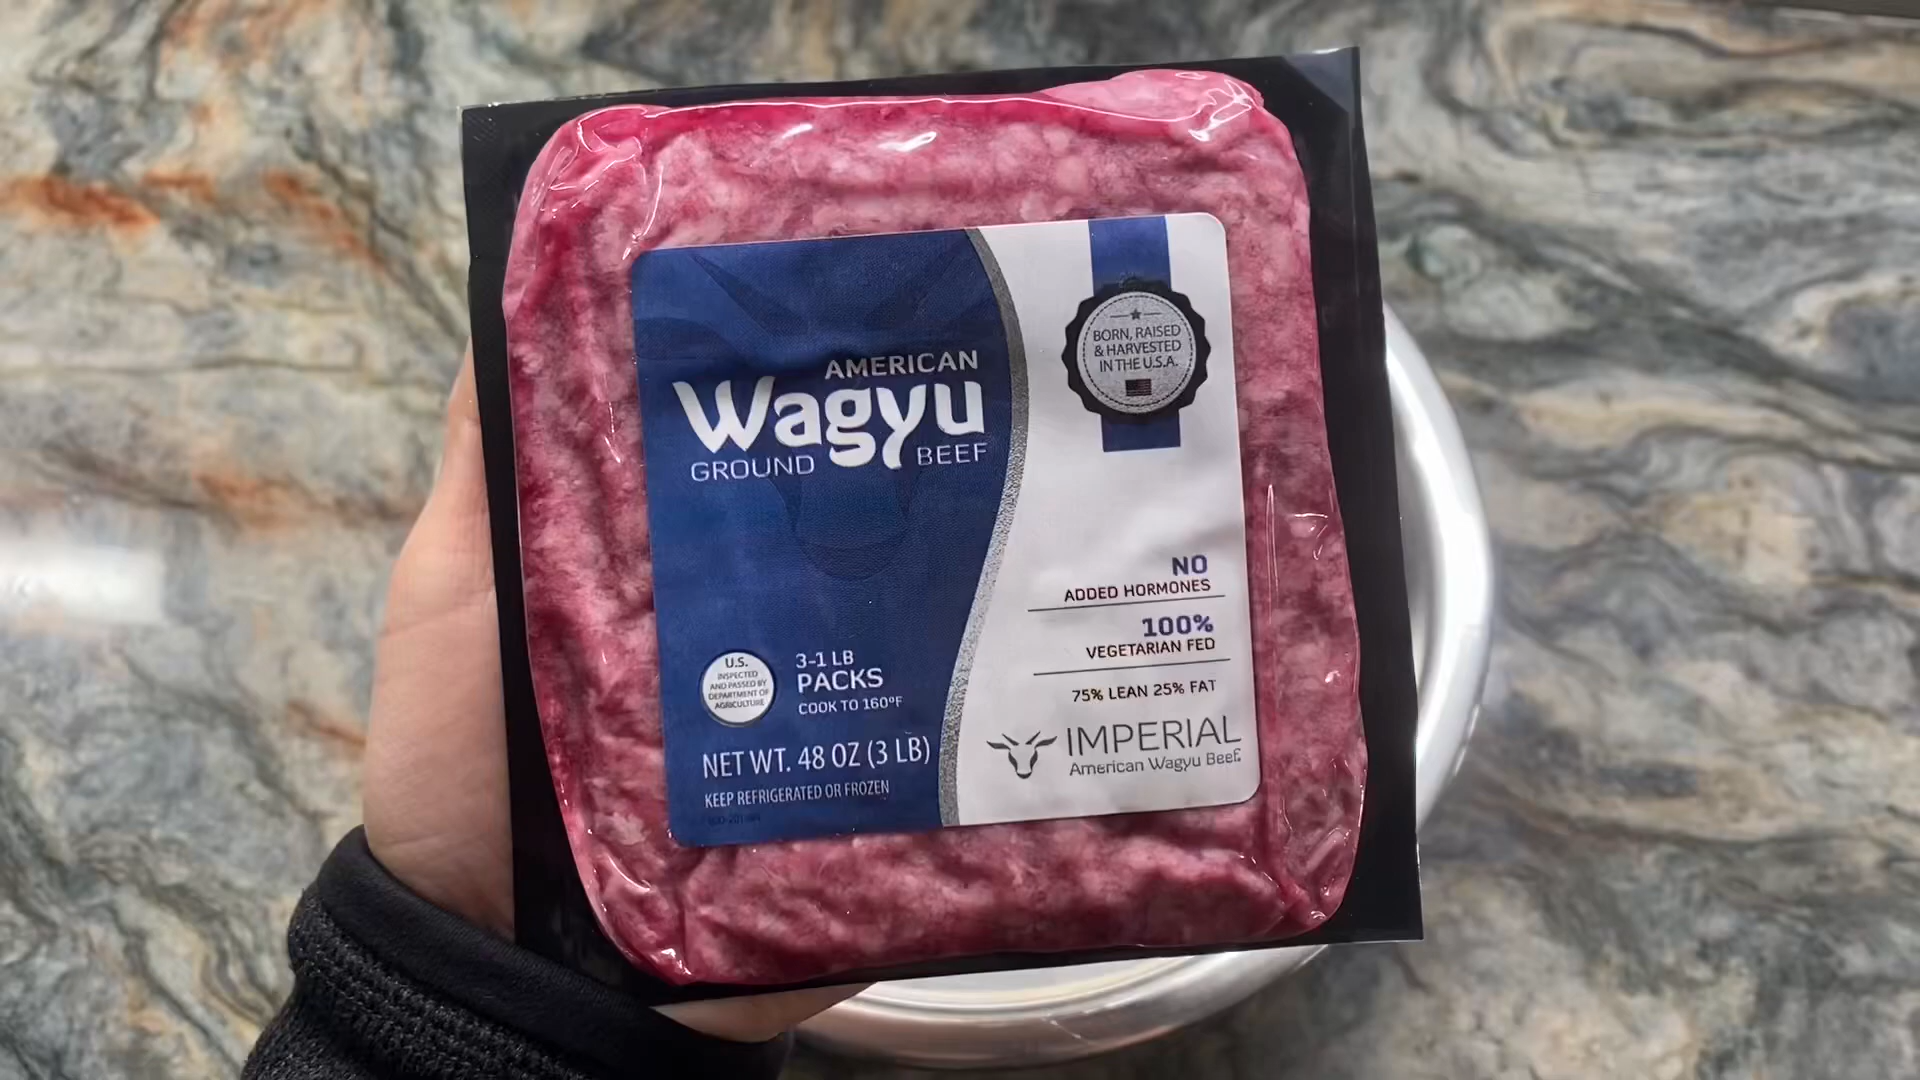 AMERICAN
Wagyu
GROUND BEEF
BORN, RAISED
& HARVESTED
IN THE U.S.A.
NO
ADDED HORMONES
100%
VEGETARIAN FED
75% LEAN 25% FAT
IMPERIAL
American Wagyu Beef
U.S.
INSPECTED
AND PASSED BY
DEPARTMENT OF
AGRICULTURE
3-1 LB
PACKS
COOK TO 160°F
NET WT. 48 OZ (3 LB)
KEEP REFRIGERATED OR FROZEN